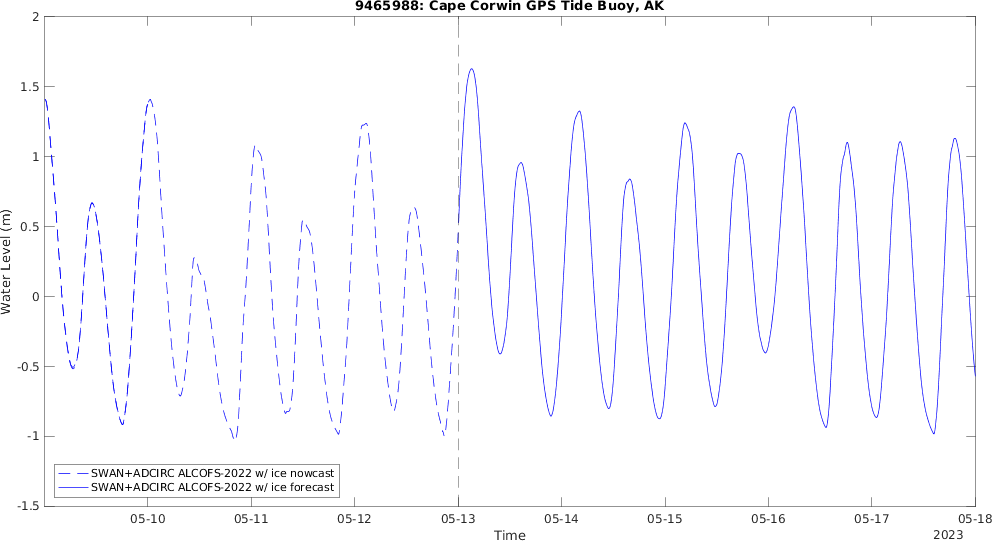 9465988: Cape Corwin GPS Tide Buoy, AK
2
1.5
1
0.5
0
-0.5
-1
-1.5
Water Level (m)
SWAN+ADCIRC ALCOFS-2022 w/ ice nowcast
SWAN+ADCIRC ALCOFS-2022 w/ ice forecast
05-10 05-11 05-12 05-13 05-14 05-15 05-16 05-17 05-18
Time
2023